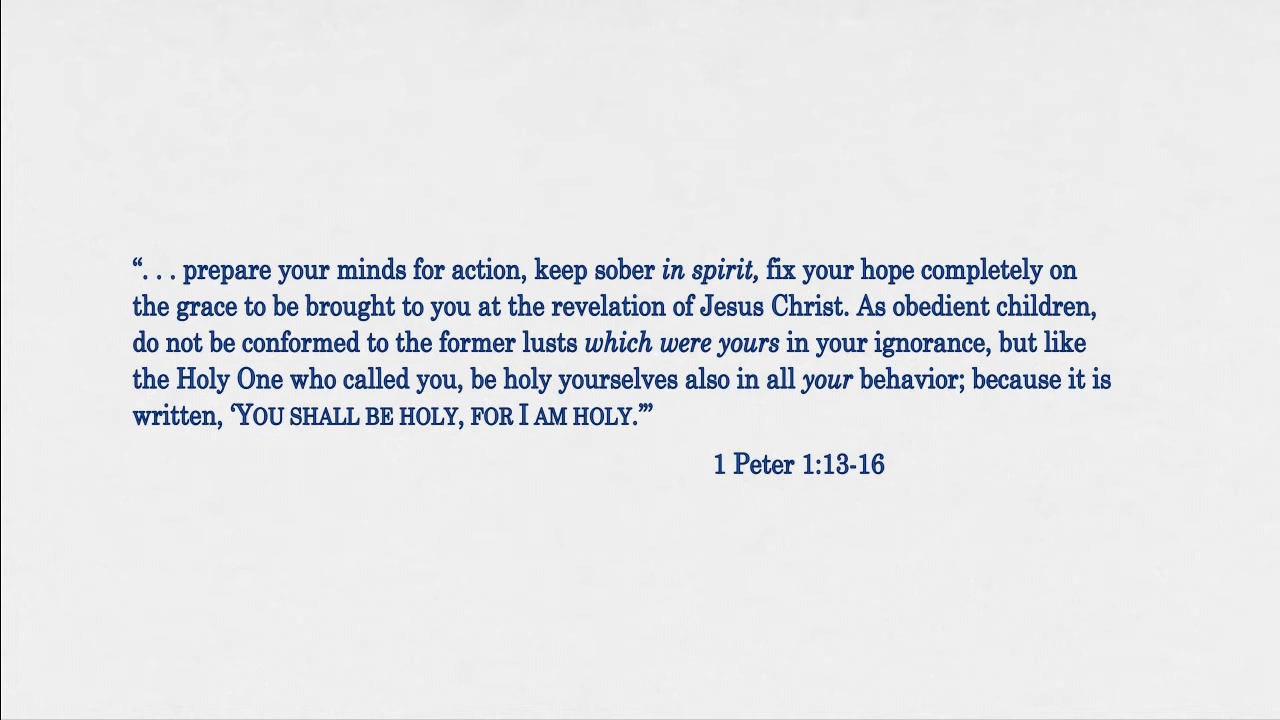 “. . . prepare your minds for action, keep sober in spirit, fix your hope completely on
the grace to be brought to you at the revelation of Jesus Christ. As obedient children,
do not be conformed to the former lusts which were yours in your ignorance, but like
the Holy One who called you, be holy yourselves also in all your behavior; because it is
written, ‘YOU SHALL BE HOLY, FOR I AM HOLY.’”
1 Peter 1:13-16